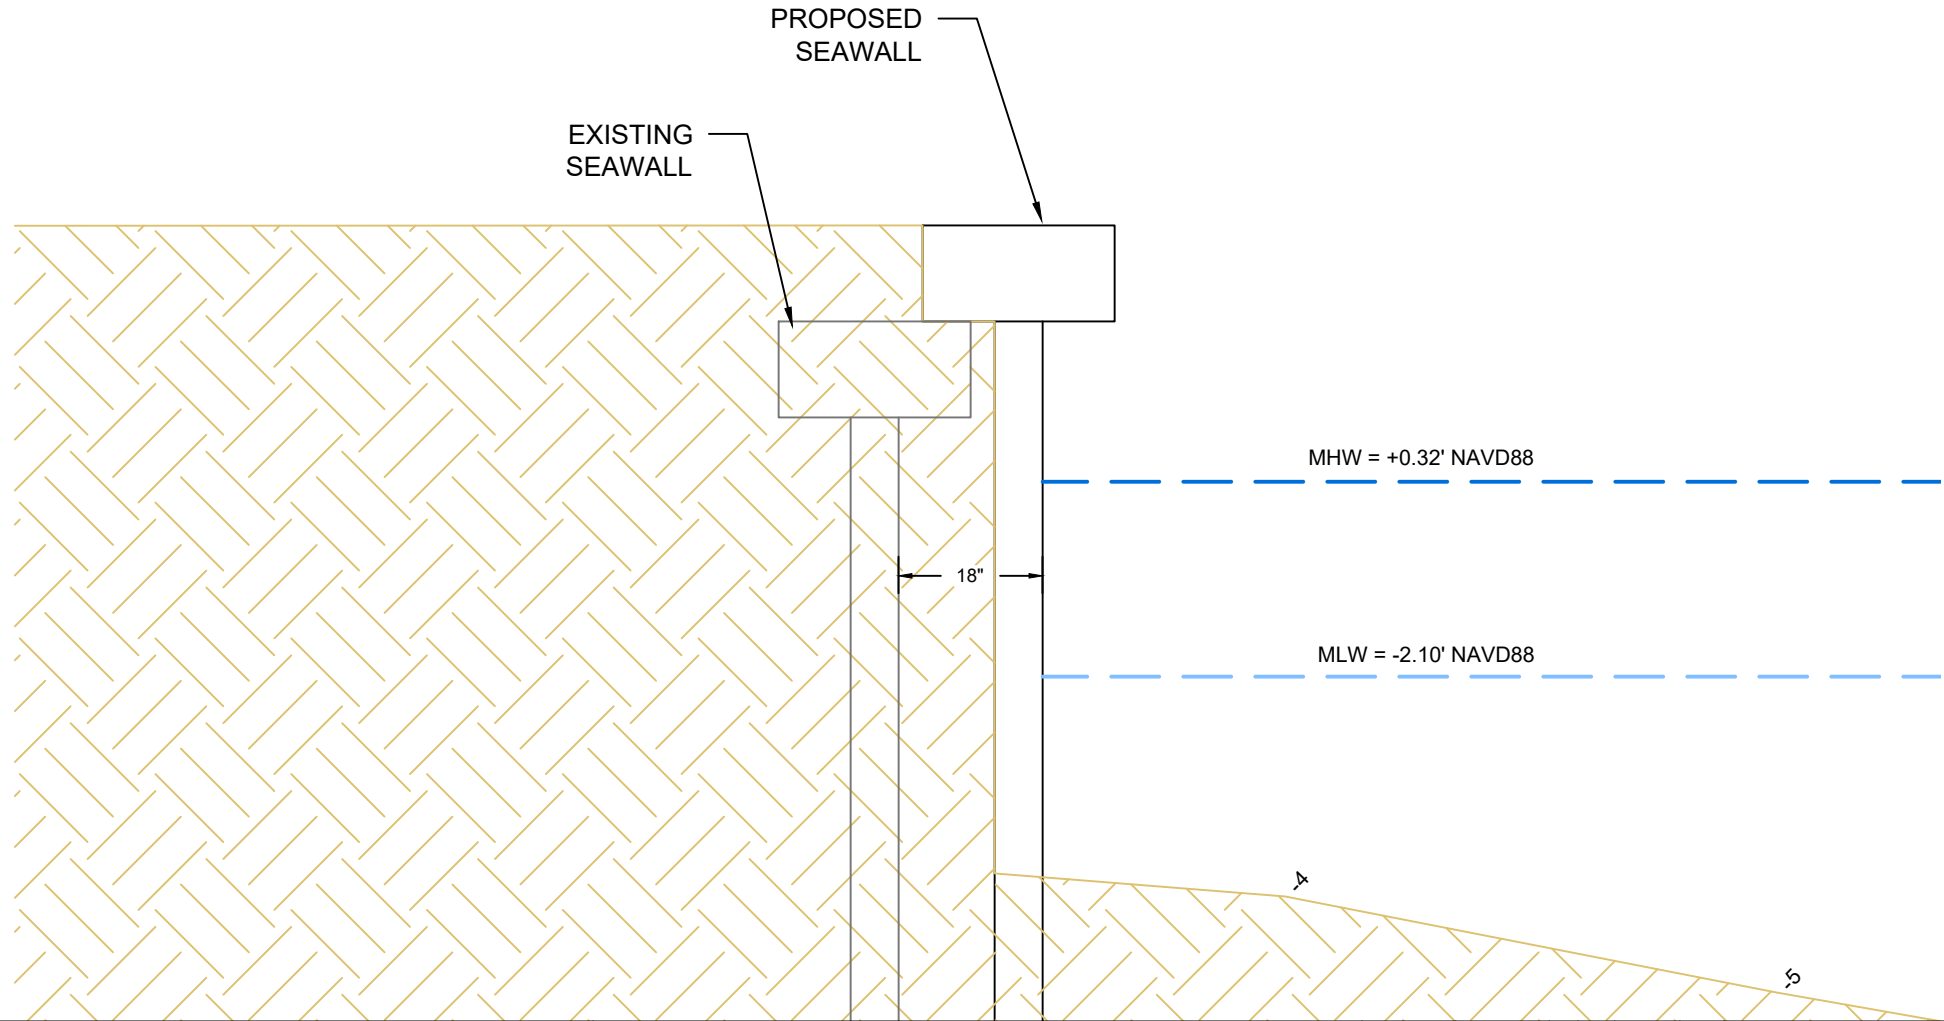 PROPOSED
SEAWALL
EXISTING
SEAWALL
MHW = +0.32' NAVD88
18"
MLW = -2.10' NAVD88
-4
-5